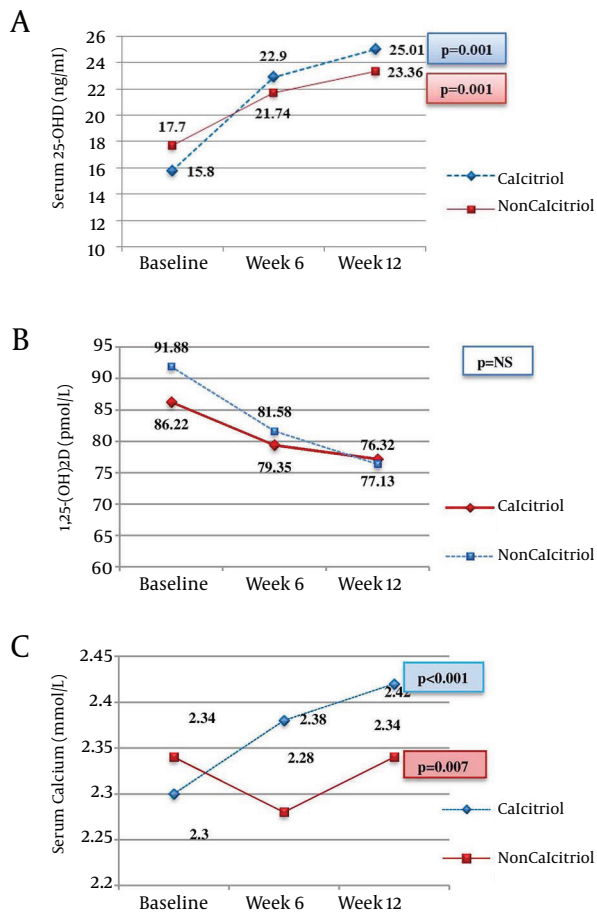 A
Serum 25-OHD (ng/ml)
26
24
22
20
18
16
14
12
10
17.7
15.8
22.9
21.74
25.01
23.36
p=0.001
p=0.001
Baseline
Week 6
Week 12
Calcitriol
NonCalcitriol
B
1,25-(OH)2D (pmol/L)
95
90
85
80
75
70
65
60
91.88
86.22
81.58
79.35
76.32
77.13
p=NS
Baseline
Week 6
Week 12
Calcitriol
NonCalcitriol
C
Serum Calcium (mmol/L)
2.45
2.4
2.35
2.3
2.25
2.2
2.34
2.3
2.38
2.28
2.42
2.34
p<0.001
p=0.007
Baseline
Week 6
Week 12
Calcitriol
NonCalcitriol